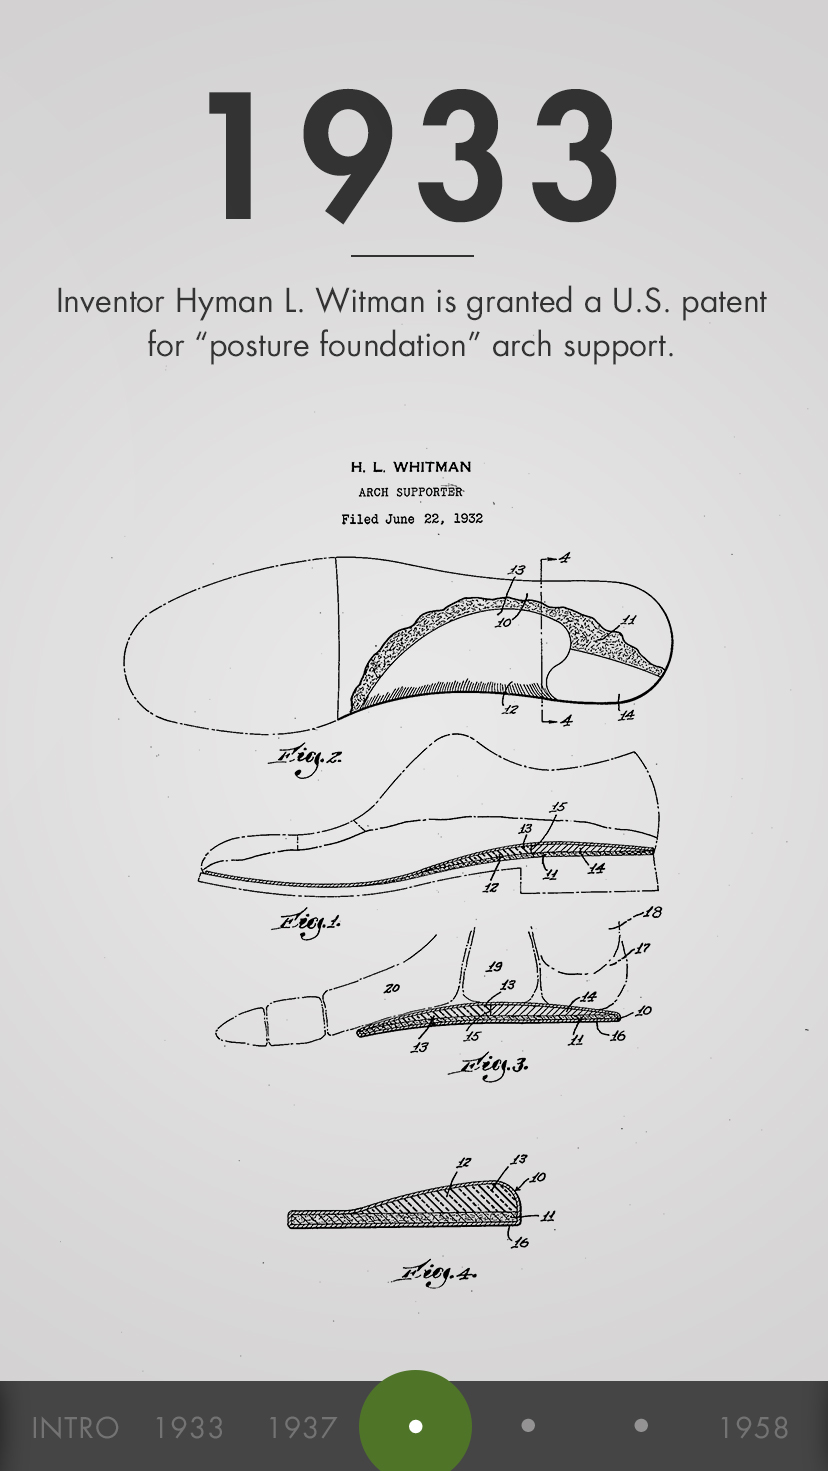 1933
Inventor Hyman L. Witman is granted a U.S. patent
for “posture foundation” arch support.
H. L. WHITMAN
ARCH SUPPORTER
Filed June 22, 1932
4
13
10
11
12
4
14
Fig.2.
15
13
12
11
14
Fig.1.
18
17
19
13
20
14
10
13
15
11
16
Fig.3.
12
13
10
11
16
Fig.4.
INTRO 1933 1937 1958